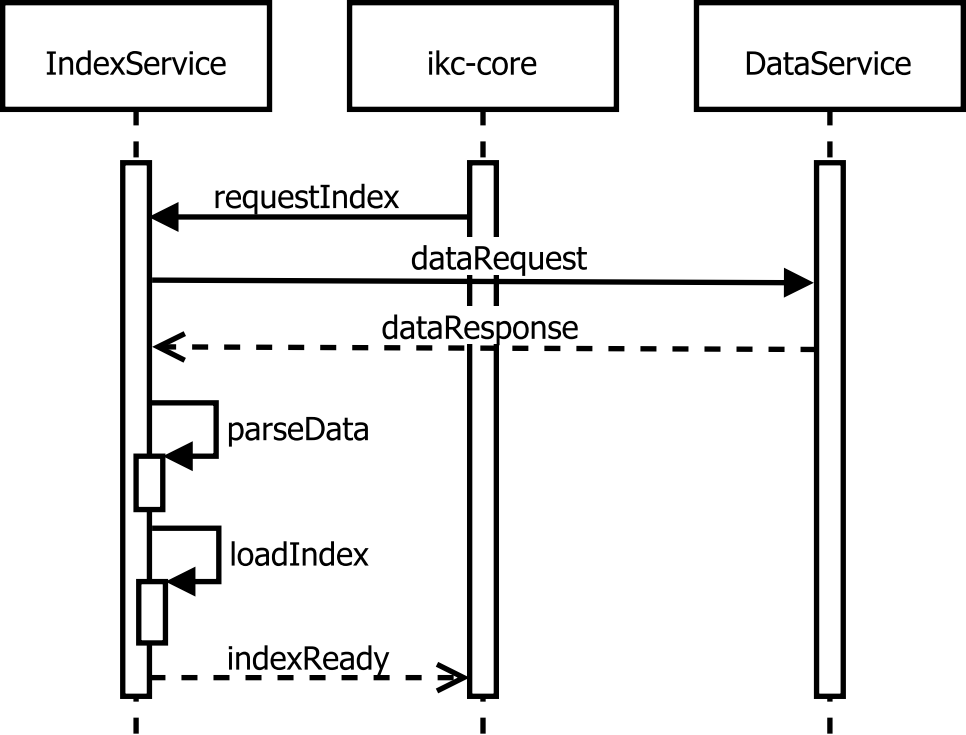 IndexService
ikc-core
DataService
requestIndex
dataRequest
dataResponse
parseData
loadIndex
indexReady